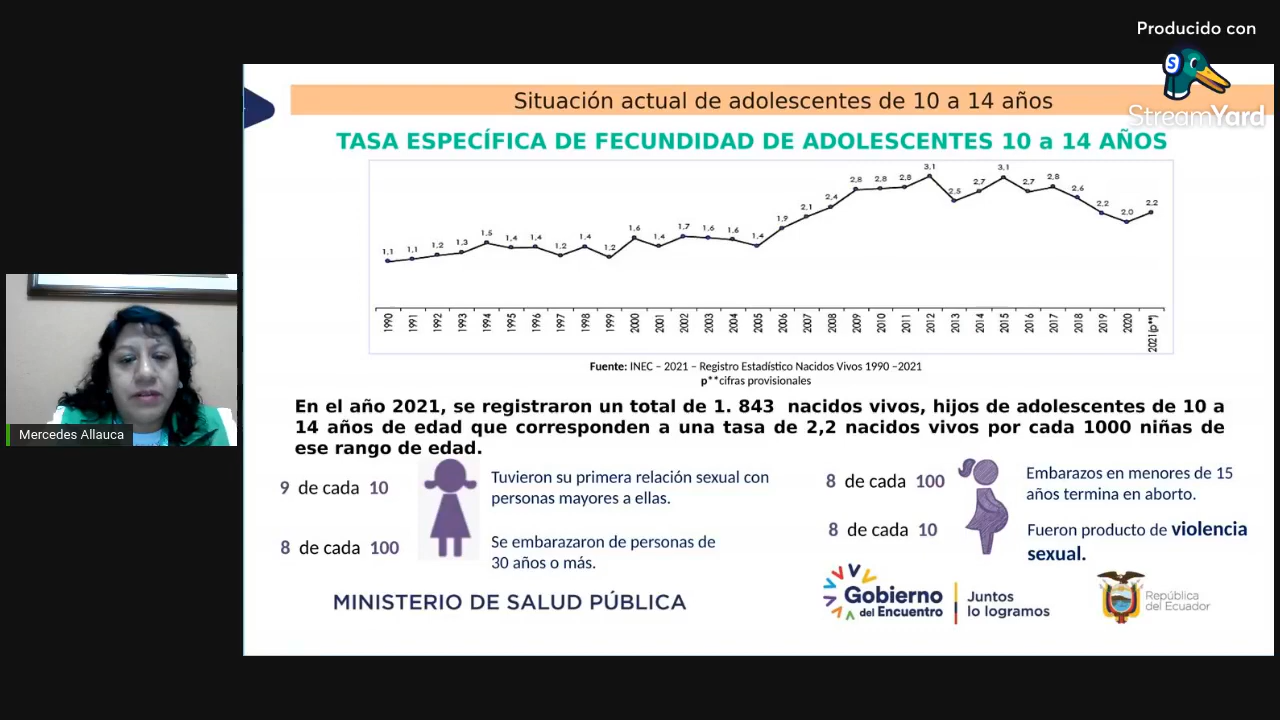 Producido con
StreamYard
Situación actual de adolescentes de 10 a 14 años
TASA ESPECÍFICA DE FECUNDIDAD DE ADOLESCENTES 10 a 14 AÑOS
1,1 1,1 1,2 1,3 1,5 1,4 1,4 1,2 1,4 1,2 1,6 1,4 1,7 1,6 1,6 1,4 1,9 2,1 2,4 2,8 2,8 2,8 3,1 2,5 2,7 3,1 2,7 2,8 2,6 2,2 2,0 2,2
1990 1991 1992 1993 1994 1995 1996 1997 1998 1999 2000 2001 2002 2003 2004 2005 2006 2007 2008 2009 2010 2011 2012 2013 2014 2015 2016 2017 2018 2019 2020 2021(p**)
Fuente: INEC – 2021 – Registro Estadístico Nacidos Vivos 1990 –2021
p**cifras provisionales
En el año 2021, se registraron un total de 1. 843 nacidos vivos, hijos de adolescentes de 10 a
14 años de edad que corresponden a una tasa de 2,2 nacidos vivos por cada 1000 niñas de
ese rango de edad.
9 de cada 10
Tuvieron su primera relación sexual con
personas mayores a ellas.
8 de cada 100
Se embarazaron de personas de
30 años o más.
8 de cada 100
Embarazos en menores de 15
años termina en aborto.
8 de cada 10
Fueron producto de violencia
sexual.
MINISTERIO DE SALUD PÚBLICA
Gobierno
del Encuentro
Juntos
lo logramos
República
del Ecuador
Mercedes Allauca